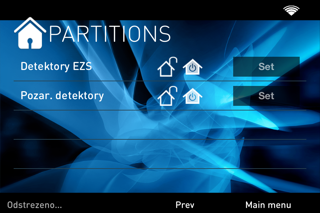 PARTITIONS
Detektory EZS Set
Pozar. detektory Set
Odstrezeno... Prev Main menu